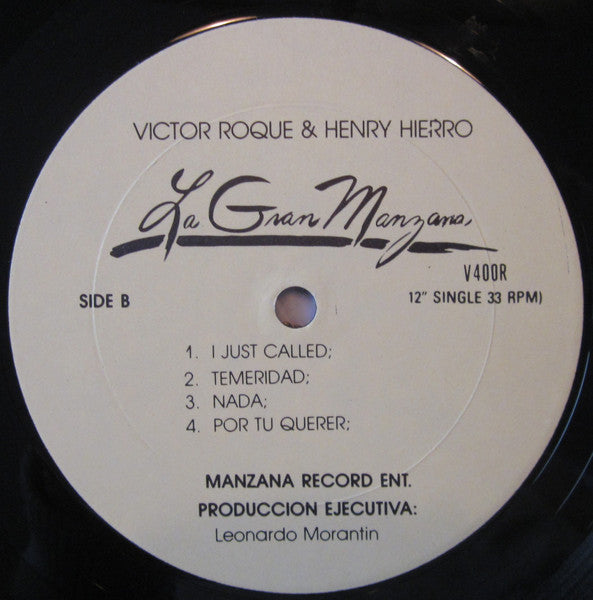 VICTOR ROQUE & HENRY HIERRO
La Gran Manzana
V400R
SIDE B 12" SINGLE 33 RPM)
1. I JUST CALLED;
2. TEMERIDAD;
3. NADA;
4. POR TU QUERER;
MANZANA RECORD ENT.
PRODUCCION EJECUTIVA:
Leonardo Morantin